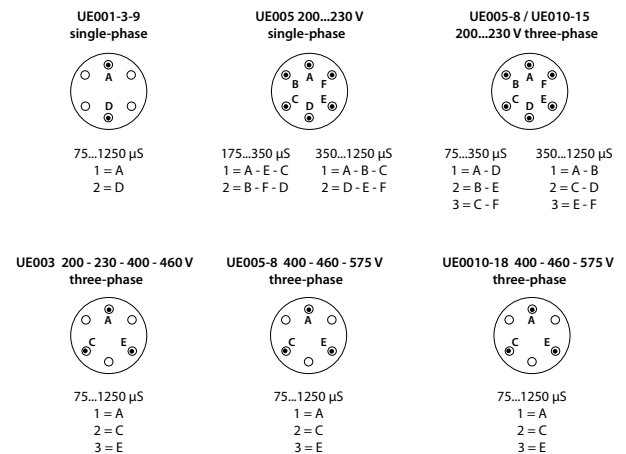 UE001-3-9
single-phase
A
D
75...1250 µS
1 = A
2 = D
UE005 200...230 V
single-phase
A
B F
C E
D
175...350 µS 350...1250 µS
1 = A - E - C 1 = A - B - C
2 = B - F - D 2 = D - E - F
UE005-8 / UE010-15
200...230 V three-phase
A
B F
C E
D
75...350 µS 350...1250 µS
1 = A - D 1 = A - B
2 = B - E 2 = C - D
3 = C - F 3 = E - F
UE003 200 - 230 - 400 - 460 V
three-phase
A
C E
75...1250 µS
1 = A
2 = C
3 = E
UE005-8 400 - 460 - 575 V
three-phase
A
C E
75...1250 µS
1 = A
2 = C
3 = E
UE0010-18 400 - 460 - 575 V
three-phase
A
C E
75...1250 µS
1 = A
2 = C
3 = E